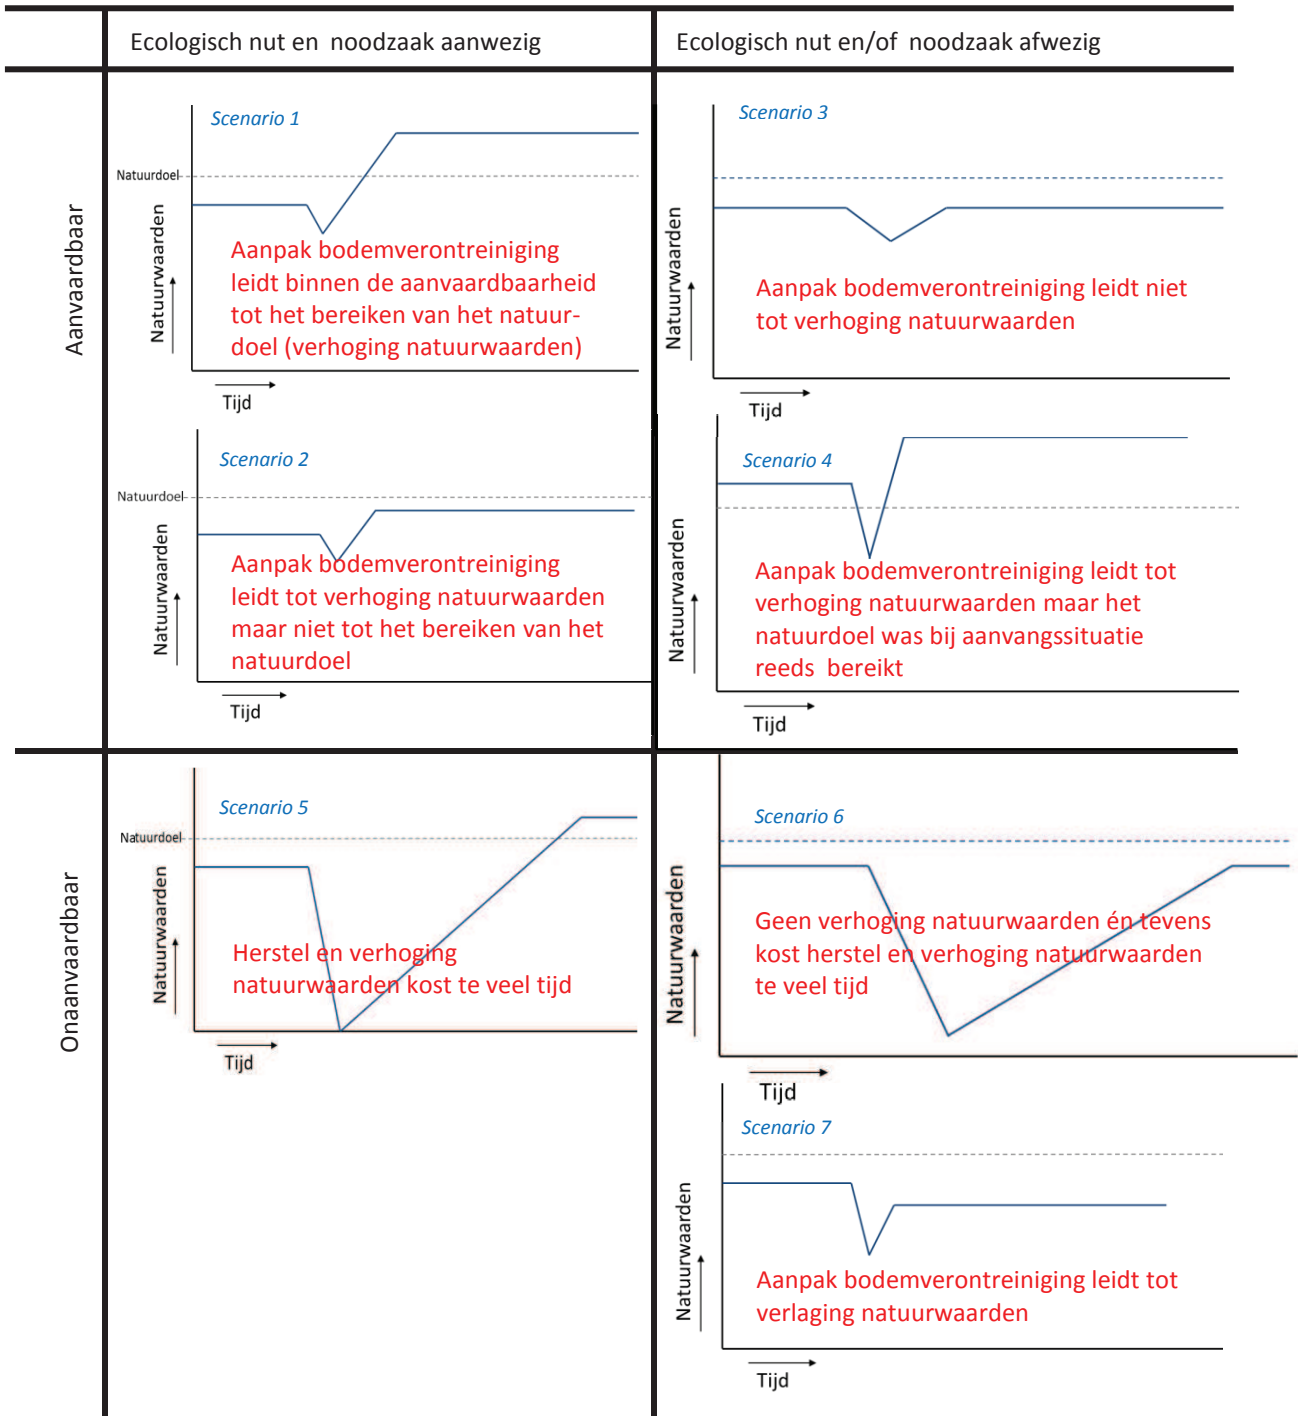 Ecologisch nut en noodzaak aanwezig
Ecologisch nut en/of noodzaak afwezig
Aanvaardbaar
Scenario 1
Natuurdoel
Natuurwaarden
Aanpak bodemverontreiniging
leidt binnen de aanvaardbaarheid
tot het bereiken van het natuur-
doel (verhoging natuurwaarden)
Tijd
Scenario 3
Natuurwaarden
Aanpak bodemverontreiniging leidt niet
tot verhoging natuurwaarden
Tijd
Scenario 2
Natuurdoel
Natuurwaarden
Aanpak bodemverontreiniging
leidt tot verhoging natuurwaarden
maar niet tot het bereiken van het
natuurdoel
Tijd
Scenario 4
Natuurwaarden
Aanpak bodemverontreiniging leidt tot
verhoging natuurwaarden maar het
natuurdoel was bij aanvangssituatie
reeds bereikt
Tijd
Onaanvaardbaar
Scenario 5
Natuurdoel
Natuurwaarden
Herstel en verhoging
natuurwaarden kost te veel tijd
Tijd
Scenario 6
Natuurwaarden
Geen verhoging natuurwaarden én tevens
kost herstel en verhoging natuurwaarden
te veel tijd
Tijd
Scenario 7
Natuurwaarden
Aanpak bodemverontreiniging leidt tot
verlaging natuurwaarden
Tijd